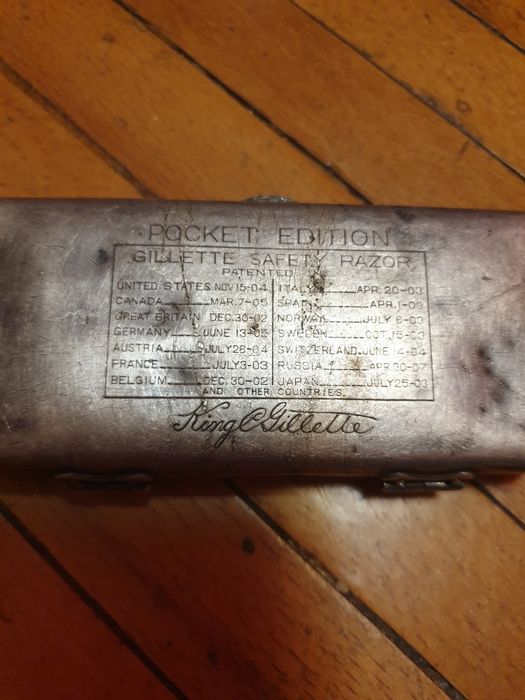 POCKET EDITION
GILLETTE SAFETY RAZOR
PATENTED
UNITED STATES NOV 15-04 ITALY APR. 20-03
CANADA MAR. 7-05 SPAIN APR. 1-03
GREAT BRITAIN DEC. 30-02 NORWAY JULY 6-03
GERMANY JUNE 13-05 SWEDEN OCT. 15-03
AUSTRIA JULY 26-04 SWITZERLAND JUNE 14-04
FRANCE JULY 3-03 RUSSIA APR 30-07
BELGIUM DEC. 30-02 JAPAN JULY 25-03
AND OTHER COUNTRIES.
King C Gillette